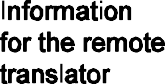 Information
for the remote
translator